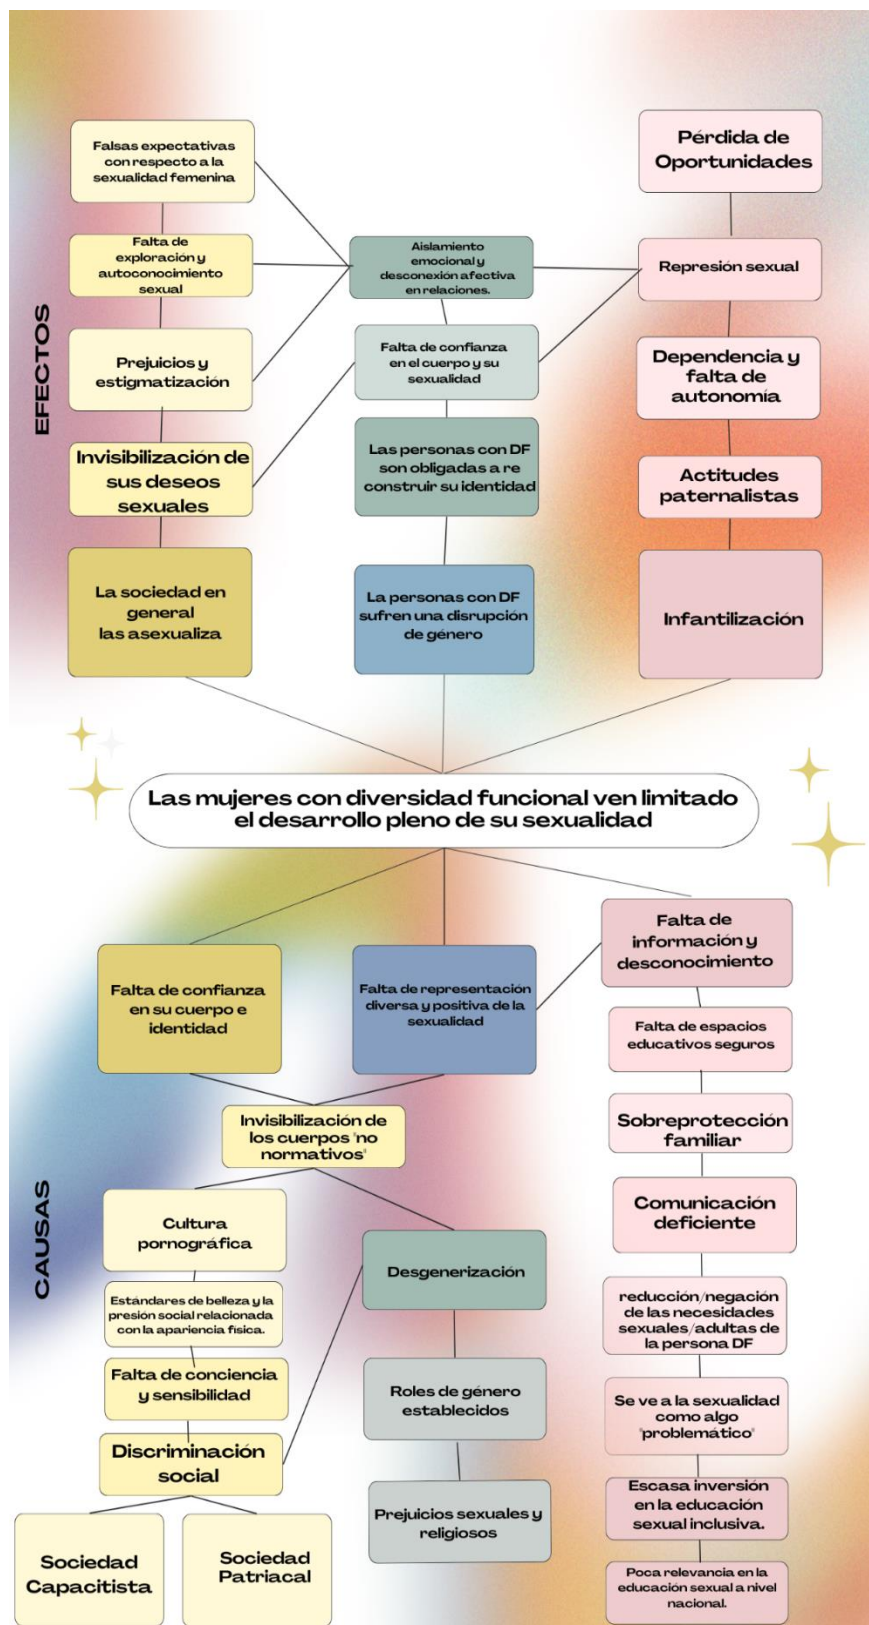 EFECTOS
Falsas expectativas
con respecto a la
sexualidad femenina
Falta de
exploración y
autoconocimiento
sexual
Prejuicios y
estigmatización
Invisibilización de
sus deseos
sexuales
La sociedad en
general
las asexualiza
Aislamiento
emocional y
desconexión afectiva
en relaciones.
Falta de confianza
en el cuerpo y su
sexualidad
Las personas con DF
son obligadas a re
construir su identidad
La personas con DF
sufren una disrupción
de género
Pérdida de
Oportunidades
Represión sexual
Dependencia y
falta de
autonomía
Actitudes
paternalistas
Infantilización
Las mujeres con diversidad funcional ven limitado
el desarrollo pleno de su sexualidad
CAUSAS
Falta de confianza
en su cuerpo e
identidad
Falta de representación
diversa y positiva de la
sexualidad
Invisibilización de
los cuerpos "no
normativos"
Cultura
pornográfica
Estándares de belleza y la
presión social relacionada
con la apariencia física.
Falta de conciencia
y sensibilidad
Discriminación
social
Sociedad
Capacitista
Sociedad
Patriacal
Desgenerización
Roles de género
establecidos
Prejuicios sexuales y
religiosos
Falta de
información y
desconocimiento
Falta de espacios
educativos seguros
Sobreprotección
familiar
Comunicación
deficiente
reducción/negación
de las necesidades
sexuales/adultas de
la persona DF
Se ve a la sexualidad
como algo
"problemático"
Escasa inversión
en la educación
sexual inclusiva.
Poca relevancia en la
educación sexual a nivel
nacional.